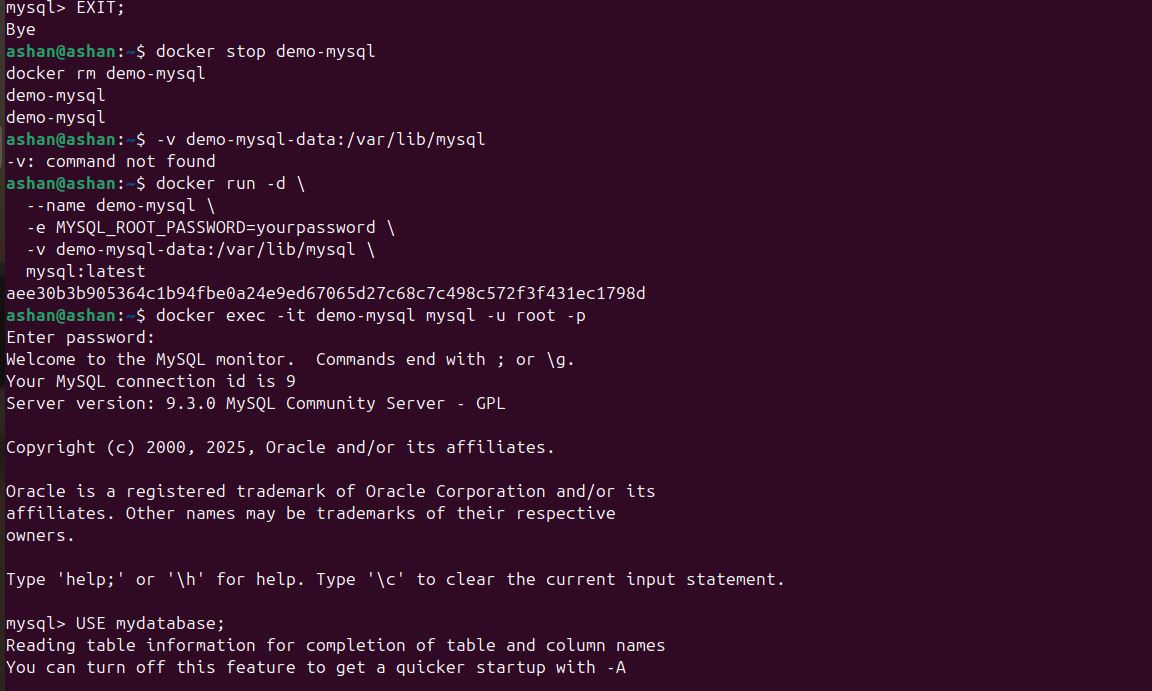 mysql> EXIT;
Bye
ashan@ashan:~$ docker stop demo-mysql
docker rm demo-mysql
demo-mysql
demo-mysql
ashan@ashan:~$ -v demo-mysql-data:/var/lib/mysql
-v: command not found
ashan@ashan:~$ docker run -d \
  --name demo-mysql \
  -e MYSQL_ROOT_PASSWORD=yourpassword \
  -v demo-mysql-data:/var/lib/mysql \
  mysql:latest
aee30b3b905364c1b94fbe0a24e9ed67065d27c68c7c498c572f3f431ec1798d
ashan@ashan:~$ docker exec -it demo-mysql mysql -u root -p
Enter password:
Welcome to the MySQL monitor.  Commands end with ; or \g.
Your MySQL connection id is 9
Server version: 9.3.0 MySQL Community Server - GPL

Copyright (c) 2000, 2025, Oracle and/or its affiliates.

Oracle is a registered trademark of Oracle Corporation and/or its
affiliates. Other names may be trademarks of their respective
owners.

Type 'help;' or '\h' for help. Type '\c' to clear the current input statement.

mysql> USE mydatabase;
Reading table information for completion of table and column names
You can turn off this feature to get a quicker startup with -A